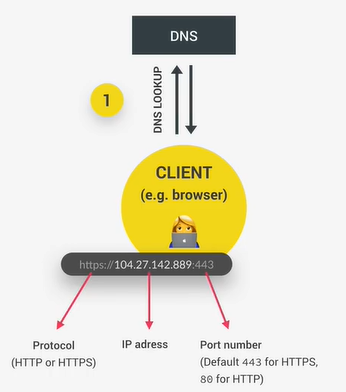 DNS
DNS LOOKUP
1
CLIENT
(e.g. browser)
https://104.27.142.889:443
Protocol
(HTTP or HTTPS)
IP adress
Port number
(Default 443 for HTTPS,
80 for HTTP)